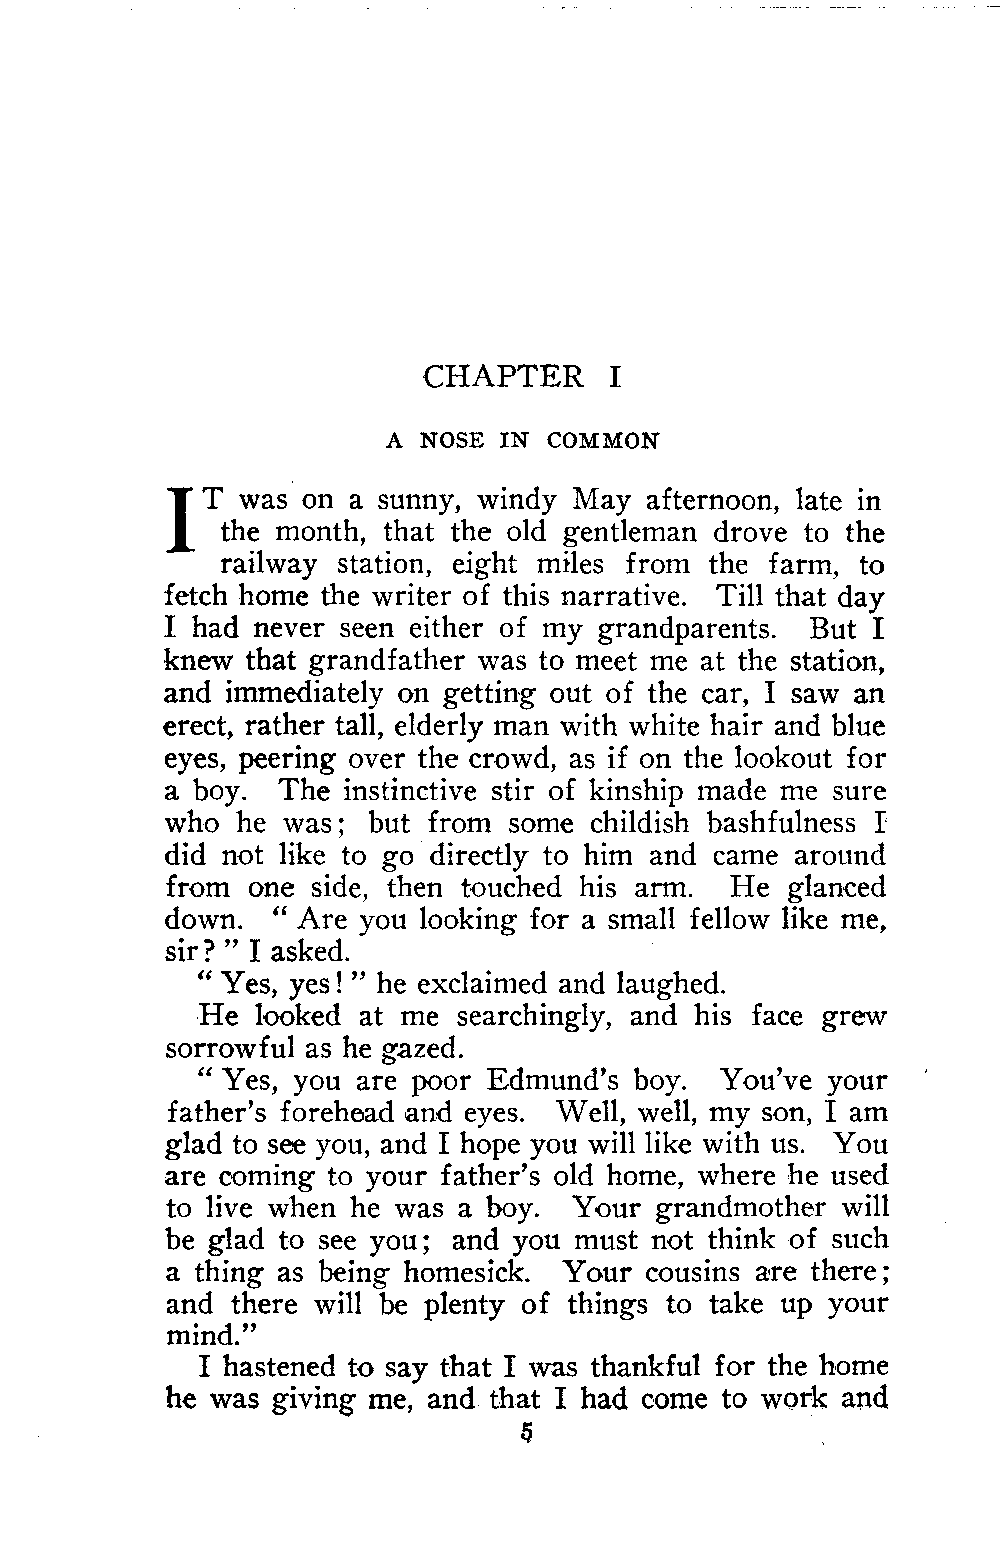 CHAPTER I
A NOSE IN COMMON
IT was on a sunny, windy May afternoon, late in
the month, that the old gentleman drove to the
railway station, eight miles from the farm, to
fetch home the writer of this narrative. Till that day
I had never seen either of my grandparents. But I
knew that grandfather was to meet me at the station,
and immediately on getting out of the car, I saw an
erect, rather tall, elderly man with white hair and blue
eyes, peering over the crowd, as if on the lookout for
a boy. The instinctive stir of kinship made me sure
who he was; but from some childish bashfulness I
did not like to go directly to him and came around
from one side, then touched his arm. He glanced
down. “ Are you looking for a small fellow like me,
sir? ” I asked.
“ Yes, yes! ” he exclaimed and laughed.
He looked at me searchingly, and his face grew
sorrowful as he gazed.
“ Yes, you are poor Edmund's boy. You've your
father's forehead and eyes. Well, well, my son, I am
glad to see you, and I hope you will like with us. You
are coming to your father's old home, where he used
to live when he was a boy. Your grandmother will
be glad to see you; and you must not think of such
a thing as being homesick. Your cousins are there;
and there will be plenty of things to take up your
mind.”
I hastened to say that I was thankful for the home
he was giving me, and that I had come to work and
5